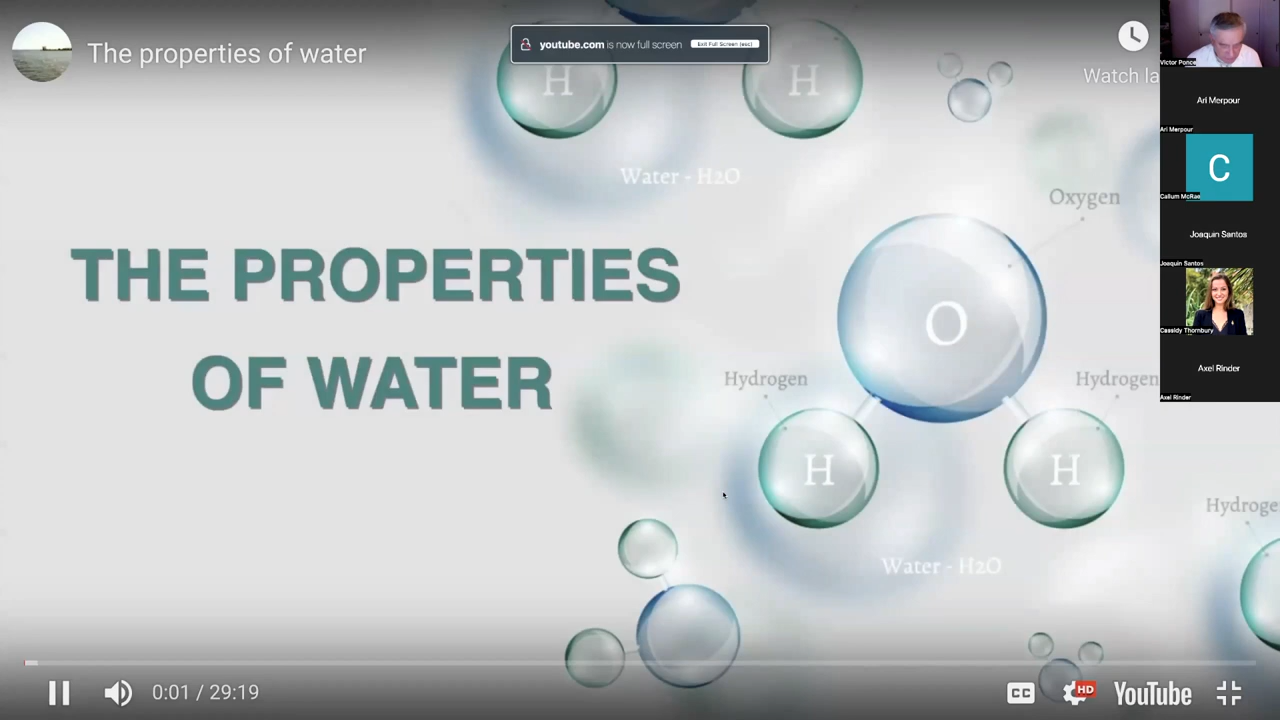 The properties of water
youtube.com is now full screen
Exit Full Screen (esc)
Watch la
H
H
Water - H2O
THE PROPERTIES
OF WATER
Oxygen
O
Hydrogen
Hydrogen
H
H
Water - H2O
Hydroge
0:01 / 29:19
CC
HD
YouTube
Victor Ponce
Ari Merpour
Ari Merpour
C
Callum McRae
Joaquin Santos
Joaquin Santos
Cassidy Thornbury
Axel Rinder
Axel Rinder